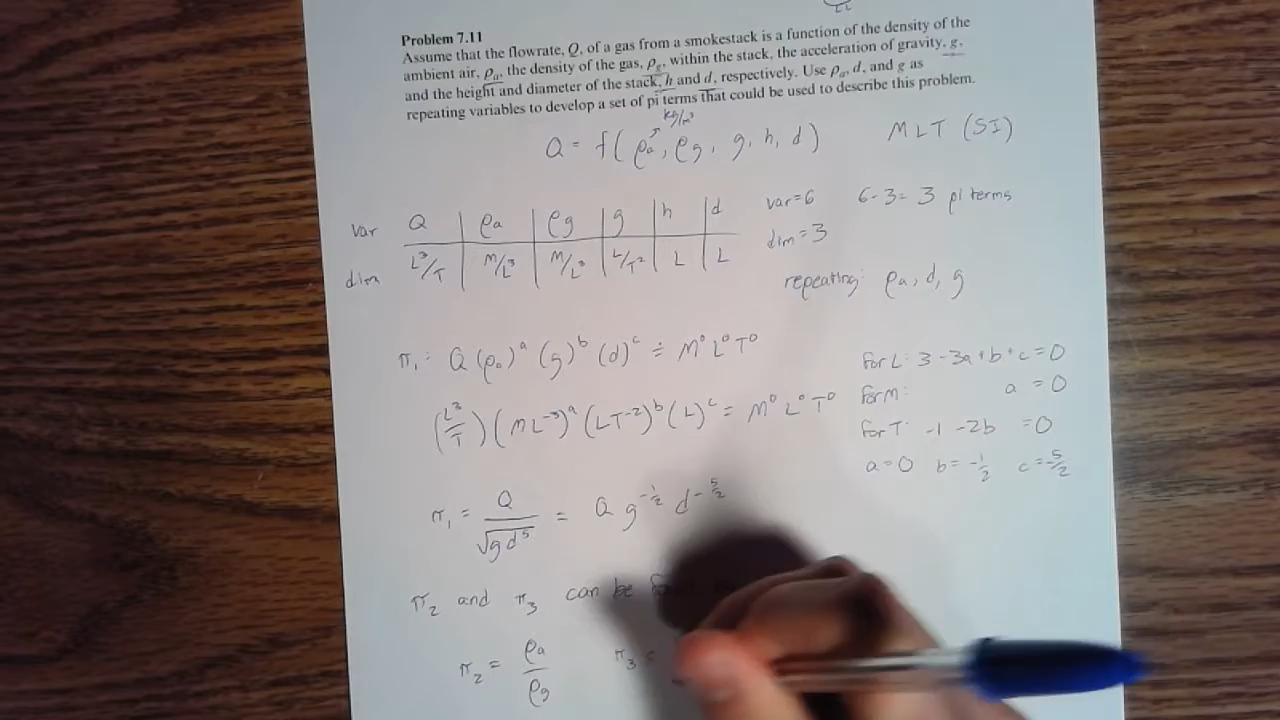 Problem 7.11
Assume that the flowrate, Q, of a gas from a smokestack is a function of the density of the
ambient air, ρa, the density of the gas, ρg, within the stack, the acceleration of gravity, g,
and the height and diameter of the stack, h and d, respectively. Use ρa, d, and g as
repeating variables to develop a set of pi terms that could be used to describe this problem.
kg/m³
Q = f(ρa, ρg, g, h, d) MLT (SI)
var Q ρa ρg g h d var=6 6-3= 3 pi terms
dim L³/T M/L³ M/L³ L/T² L L dim=3
repeating: ρa, d, g
π₁: Q (ρa)ᵃ (g)ᵇ (d)ᶜ ≐ M⁰ L⁰ T⁰
for L: 3 - 3a + b + c = 0
for M: a = 0
(L³/T)(ML⁻³)ᵃ (LT⁻²)ᵇ (L)ᶜ = M⁰ L⁰ T⁰
for T: -1 -2b = 0
a=0 b=-1/2 c=-5/2
π₁ = Q/√gd⁵ = Q g^-1/2 d^-5/2
π₂ and π₃ can be
π₂ = ρa/ρg π₃ =